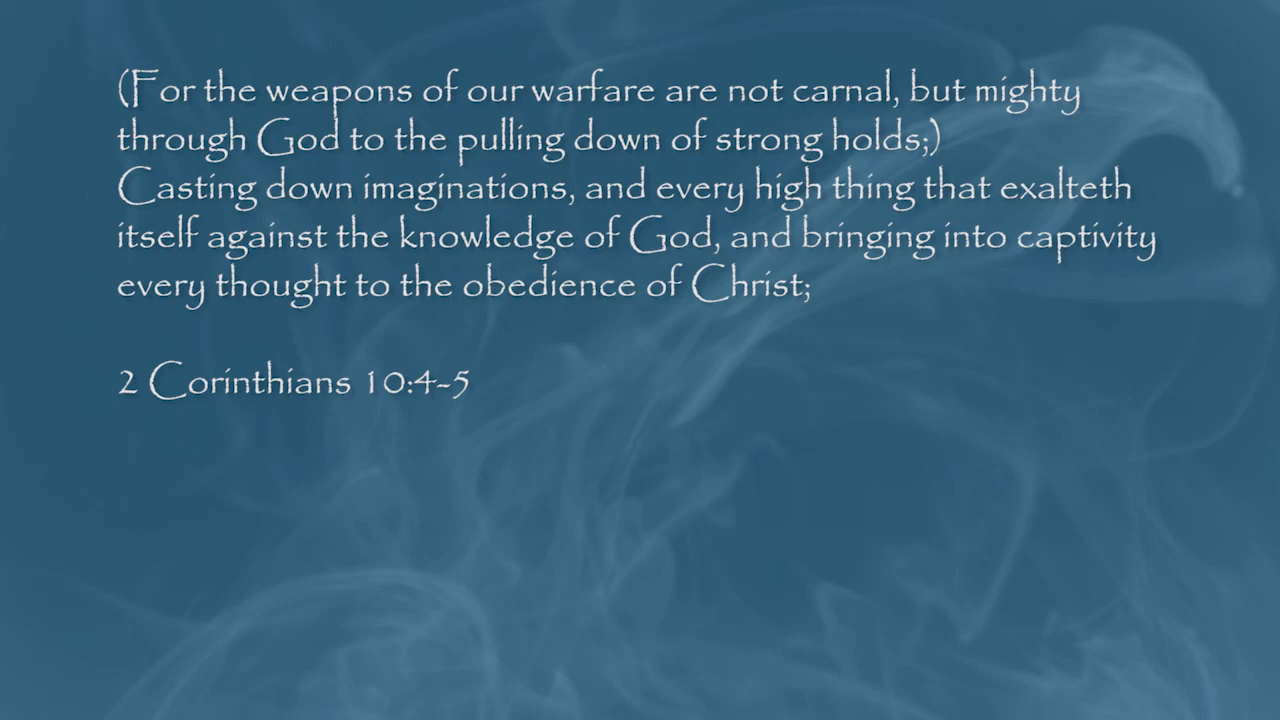 (For the weapons of our warfare are not carnal, but mighty
through God to the pulling down of strong holds;)
Casting down imaginations, and every high thing that exalteth
itself against the knowledge of God, and bringing into captivity
every thought to the obedience of Christ;
2 Corinthians 10:4-5